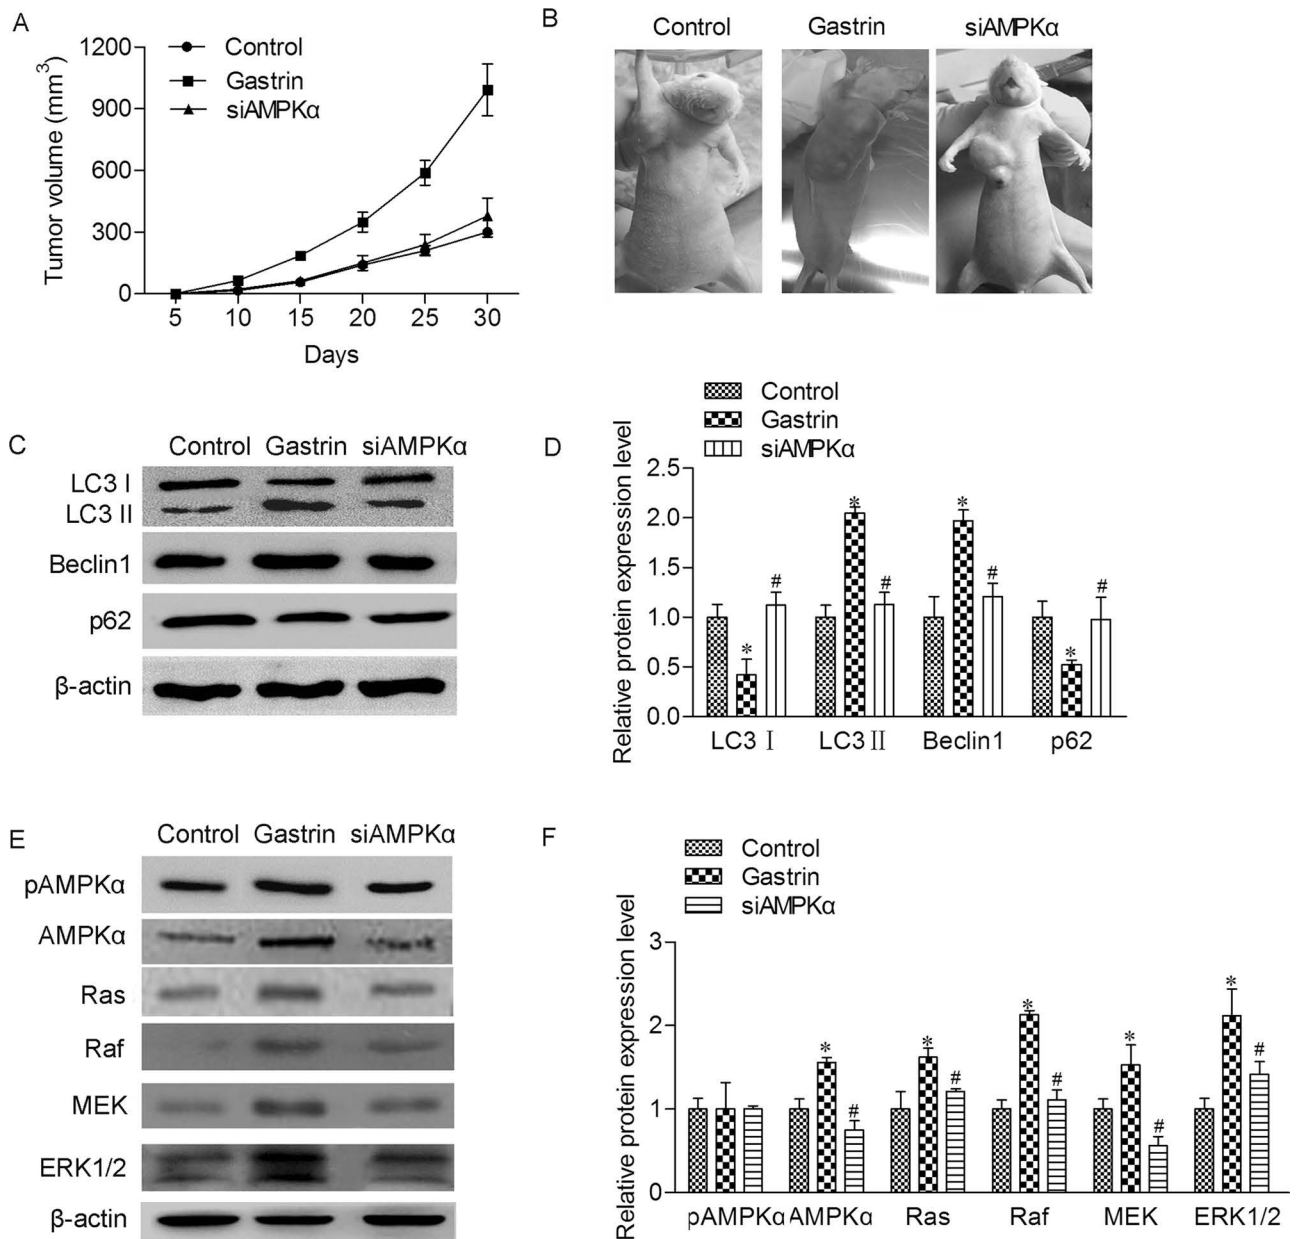 A
1200
900
600
300
0
Tumor volume (mm³)
Control
Gastrin
siAMPKα
5 10 15 20 25 30
Days
B
Control Gastrin siAMPKα
C
Control Gastrin siAMPKα
LC3 I
LC3 II
Beclin1
p62
β-actin
D
Control
Gastrin
siAMPKα
Relative protein expression level
2.5
2.0
1.5
1.0
0.5
0.0
* # * # * # * #
LC3 Ⅰ LC3 Ⅱ Beclin1 p62
E
Control Gastrin siAMPKα
pAMPKα
AMPKα
Ras
Raf
MEK
ERK1/2
β-actin
F
Control
Gastrin
siAMPKα
Relative protein expression level
3
2
1
0
* # * # * # * # * #
pAMPKα AMPKα Ras Raf MEK ERK1/2